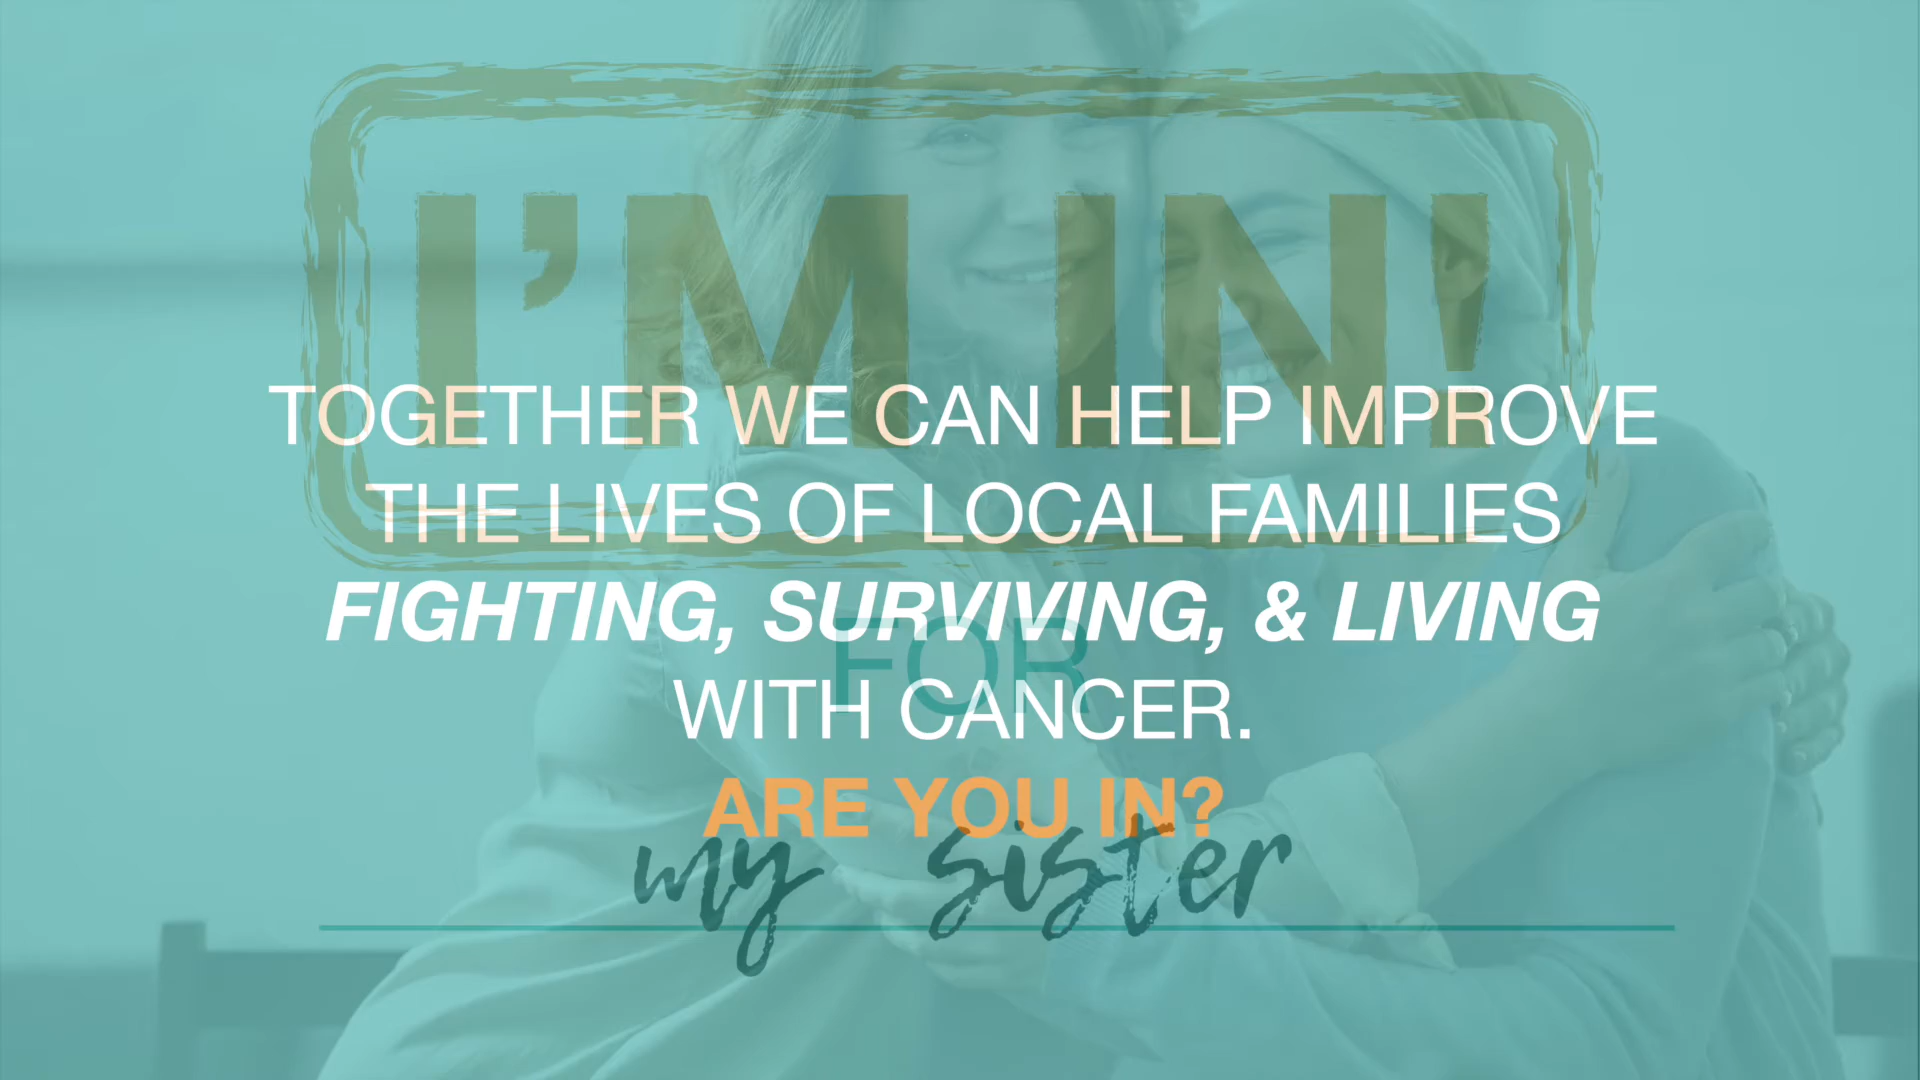 I'M IN!
TOGETHER WE CAN HELP IMPROVE
THE LIVES OF LOCAL FAMILIES
FIGHTING, SURVIVING, & LIVING
FOR
WITH CANCER.
ARE YOU IN?
my sister